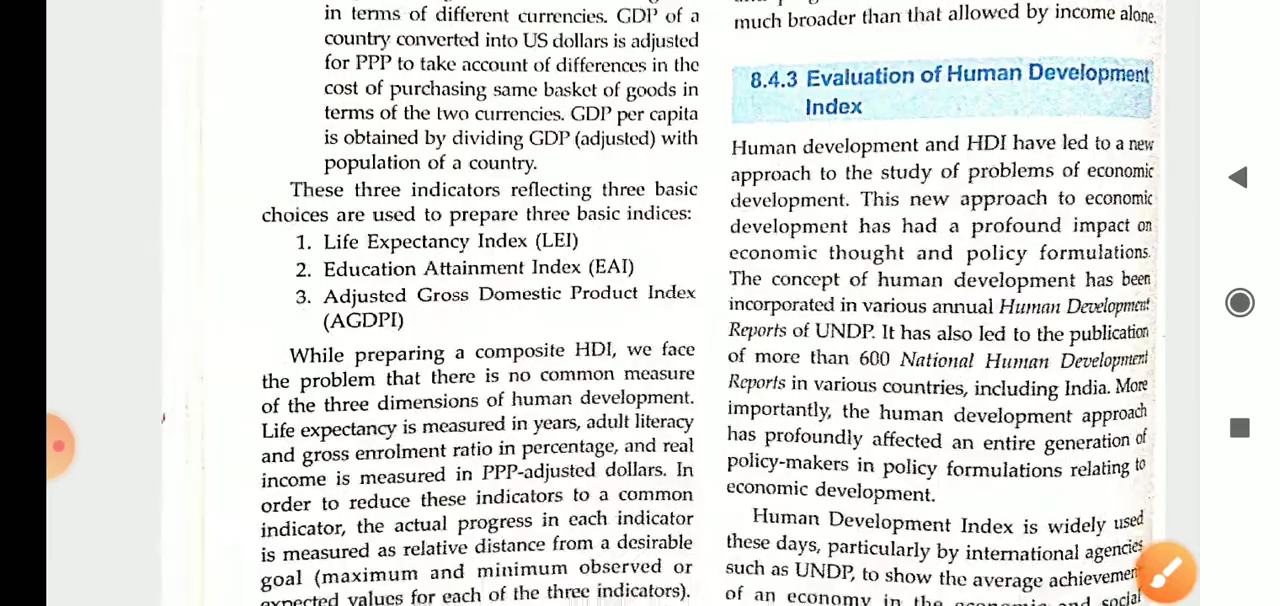 in terms of different currencies. GDP of a
country converted into US dollars is adjusted
for PPP to take account of differences in the
cost of purchasing same basket of goods in
terms of the two currencies. GDP per capita
is obtained by dividing GDP (adjusted) with
population of a country.
These three indicators reflecting three basic
choices are used to prepare three basic indices:
1. Life Expectancy Index (LEI)
2. Education Attainment Index (EAI)
3. Adjusted Gross Domestic Product Index
(AGDPI)
While preparing a composite HDI, we face
the problem that there is no common measure
of the three dimensions of human development.
Life expectancy is measured in years, adult literacy
and gross enrolment ratio in percentage, and real
income is measured in PPP-adjusted dollars. In
order to reduce these indicators to a common
indicator, the actual progress in each indicator
is measured as relative distance from a desirable
goal (maximum and minimum observed or
expected values for each of the three indicators).
much broader than that allowed by income alone.
8.4.3 Evaluation of Human Development
Index
Human development and HDI have led to a new
approach to the study of problems of economic
development. This new approach to economic
development has had a profound impact on
economic thought and policy formulations.
The concept of human development has been
incorporated in various annual Human Development
Reports of UNDP. It has also led to the publication
of more than 600 National Human Development
Reports in various countries, including India. More
importantly, the human development approach
has profoundly affected an entire generation of
policy-makers in policy formulations relating to
economic development.
Human Development Index is widely used
these days, particularly by international agencies
such as UNDP, to show the average achievemen
of an economy in the economic and social